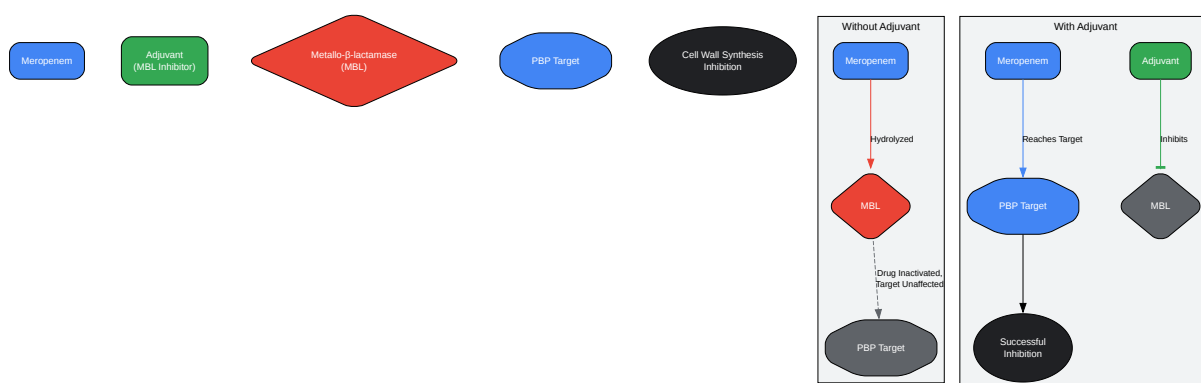 Meropenem
Adjuvant
(MBL Inhibitor)
Metallo-β-lactamase
(MBL)
PBP Target
Cell Wall Synthesis
Inhibition
Without Adjuvant
Meropenem
Hydrolyzed
MBL
Drug Inactivated,
Target Unaffected
PBP Target
With Adjuvant
Meropenem
Adjuvant
Reaches Target
Inhibits
PBP Target
MBL
Successful
Inhibition